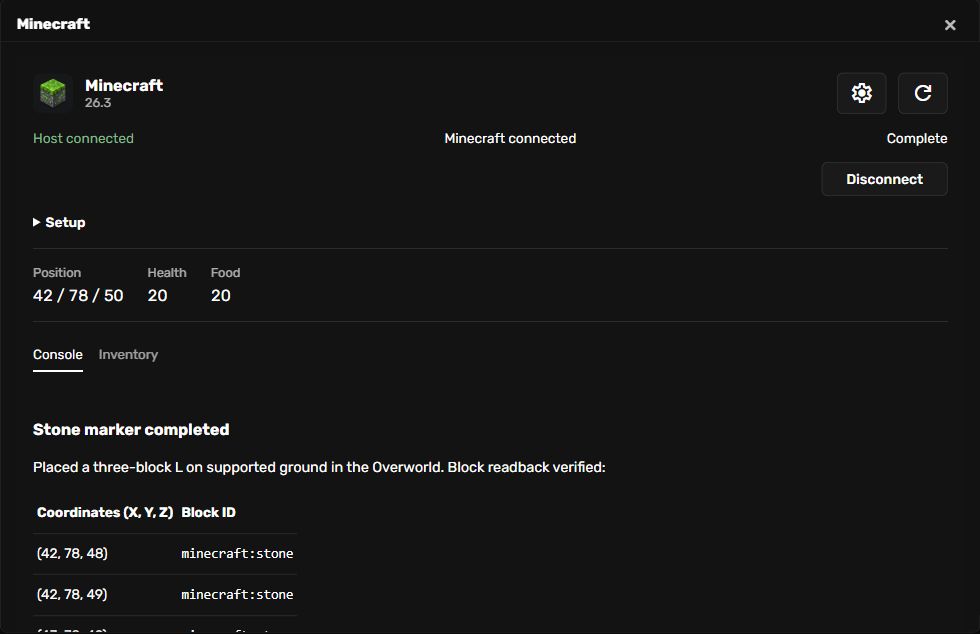 Minecraft
Minecraft
26.3
Host connected
Minecraft connected
Complete
Disconnect
Setup
Position
Health
Food
42 / 78 / 50
20
20
Console
Inventory
Stone marker completed
Placed a three-block L on supported ground in the Overworld. Block readback verified:
Coordinates (X, Y, Z) Block ID
(42, 78, 48) minecraft:stone
(42, 78, 49) minecraft:stone